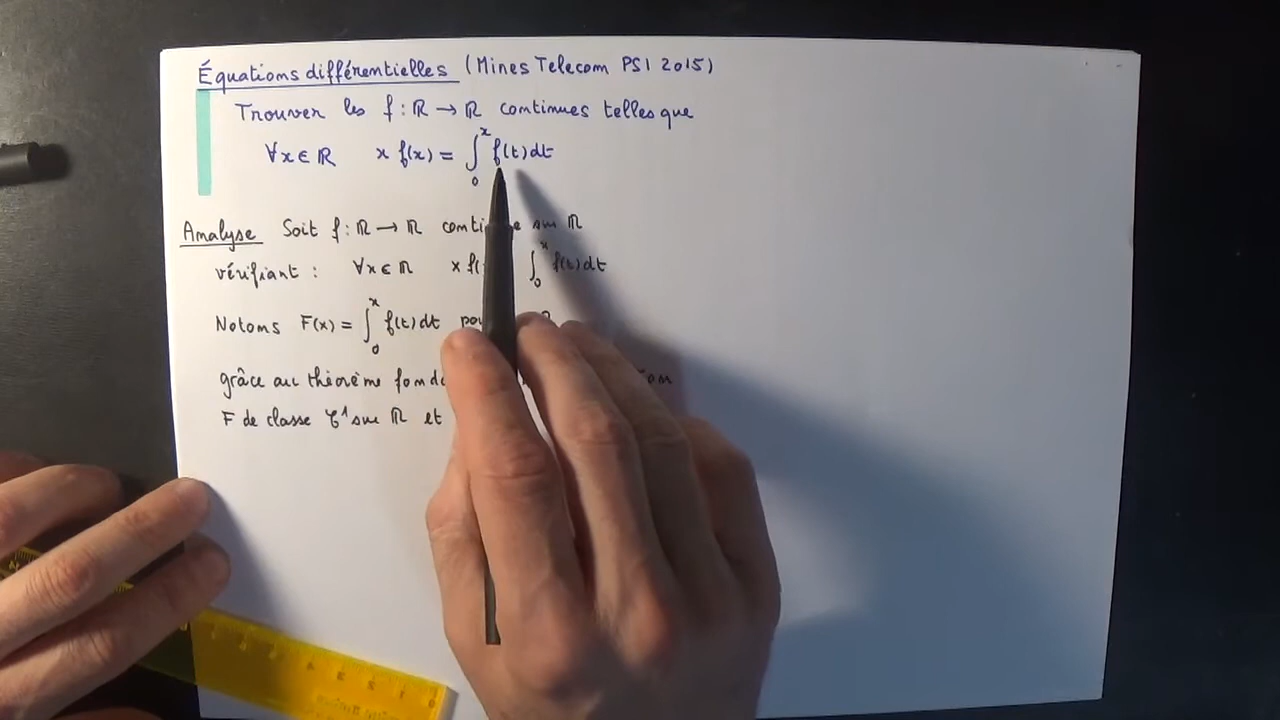 Équations différentielles (Mines Telecom PSI 2015)
Trouver les f : ℝ → ℝ continues telles que
∀x ∈ ℝ x f(x) = ∫₀ˣ f(t)dt
Analyse Soit f : ℝ → ℝ sur ℝ
vérifiant : ∀x ∈ ℝ ∫₀ˣ f(t)dt
Notons F(x) = ∫₀ˣ f(t)dt
grâce au théorème
F de classe 𝒞¹ sur ℝ et